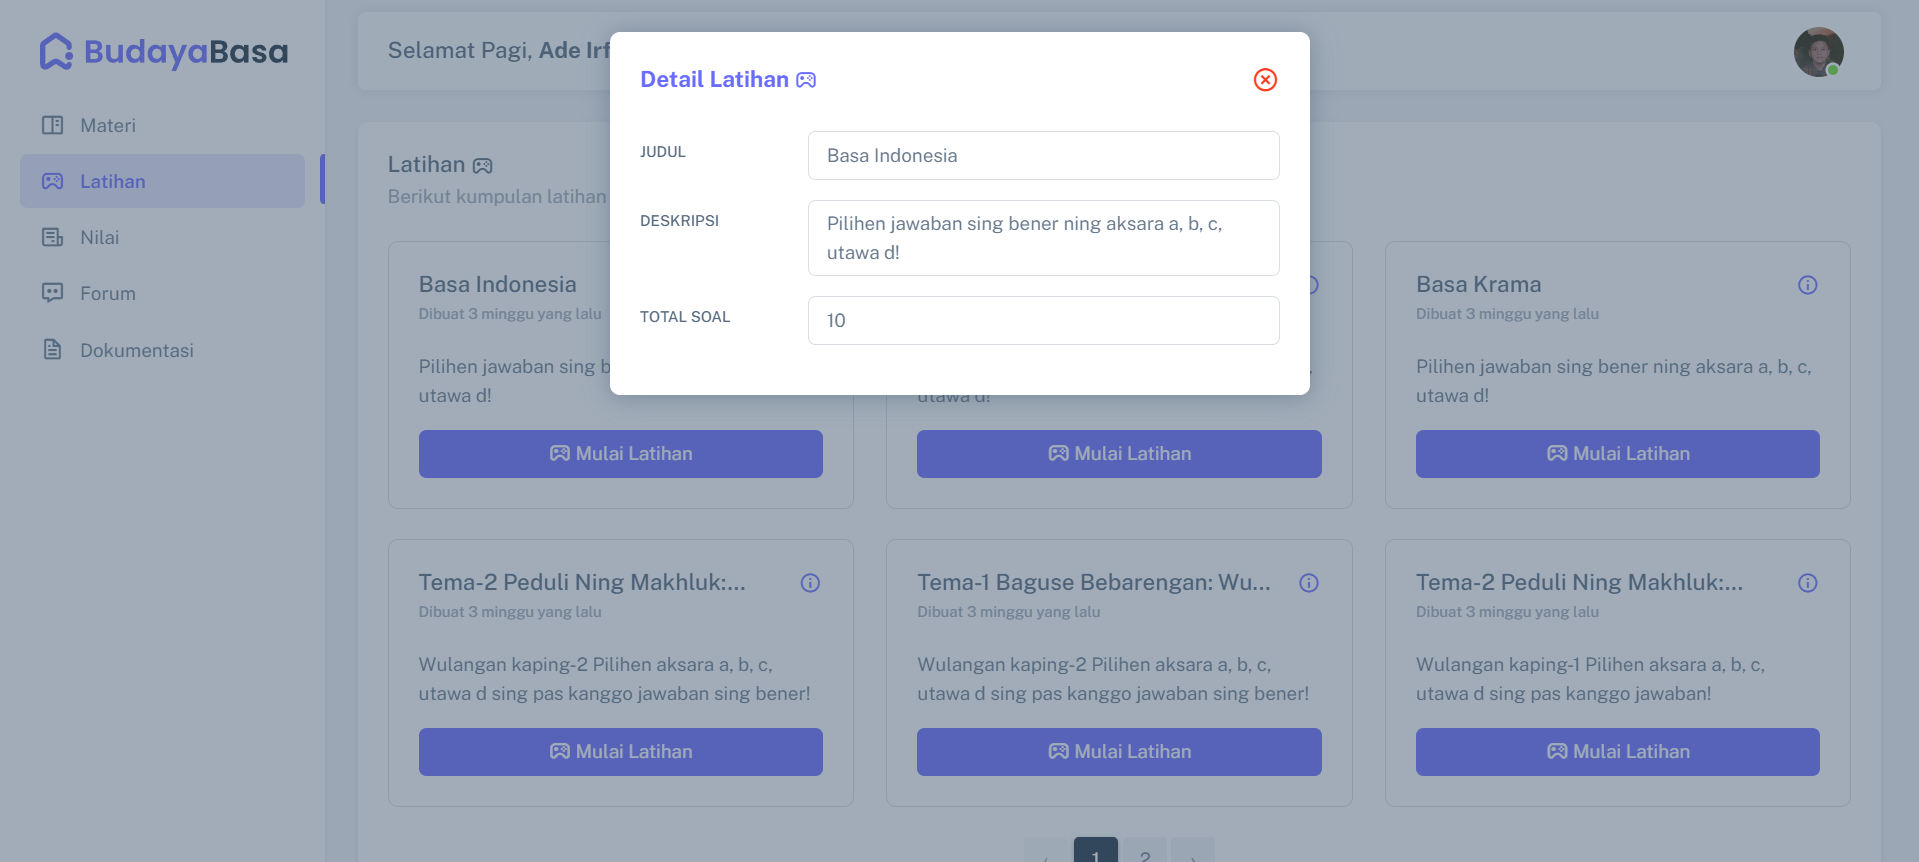 BudayaBasa
Materi
Latihan
Nilai
Forum
Dokumentasi
Selamat Pagi, Ade
Detail Latihan
JUDUL
Basa Indonesia
DESKRIPSI
Pilihen jawaban sing bener ning aksara a, b, c,
utawa d!
TOTAL SOAL
10
Latihan
Berikut kumpulan latihan
Basa Indonesia
Dibuat 3 minggu yang lalu
Pilihen jawaban sing
utawa d!
Mulai Latihan
utawa d!
Mulai Latihan
Basa Krama
Dibuat 3 minggu yang lalu
Pilihen jawaban sing bener ning aksara a, b, c,
utawa d!
Mulai Latihan
Tema-2 Peduli Ning Makhluk:...
Dibuat 3 minggu yang lalu
Wulangan kaping-2 Pilihen aksara a, b, c,
utawa d sing pas kanggo jawaban sing bener!
Mulai Latihan
Tema-1 Baguse Bebarengan: Wu...
Dibuat 3 minggu yang lalu
Wulangan kaping-2 Pilihen aksara a, b, c,
utawa d sing pas kanggo jawaban sing bener!
Mulai Latihan
Tema-2 Peduli Ning Makhluk:...
Dibuat 3 minggu yang lalu
Wulangan kaping-1 Pilihen aksara a, b, c,
utawa d sing pas kanggo jawaban!
Mulai Latihan
‹ 1 2 ›